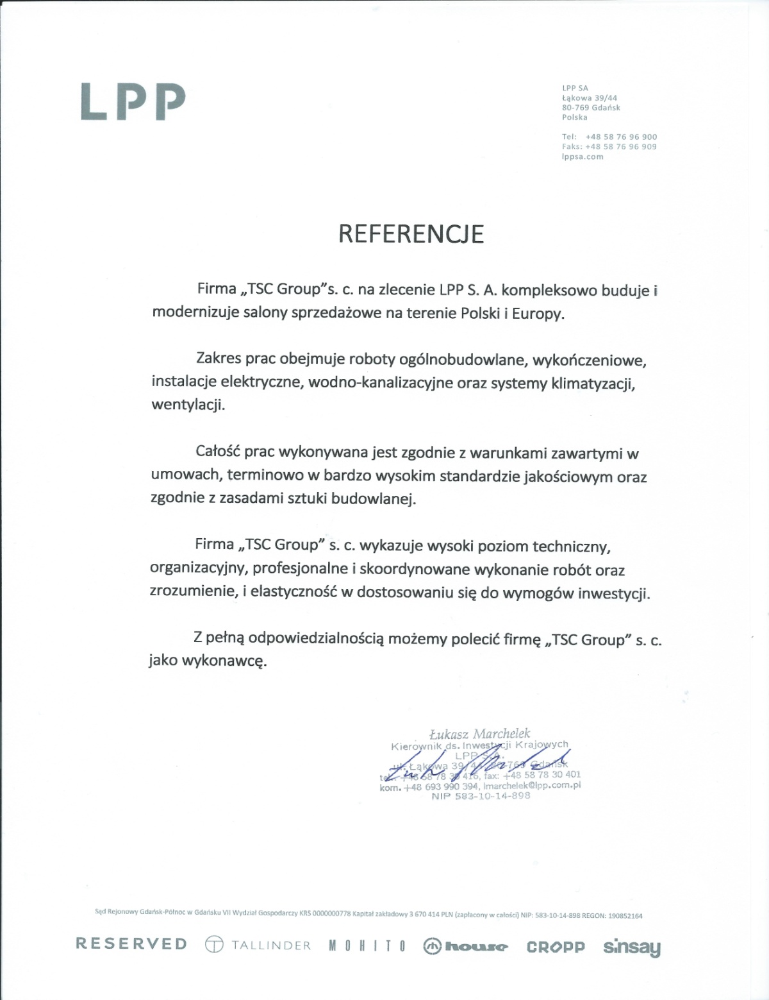 LPP
LPP SA
Łąkowa 39/44
80-769 Gdańsk
Polska
Tel: +48 58 76 96 900
Faks: +48 58 76 96 909
lppsa.com
REFERENCJE
Firma „TSC Group”s. c. na zlecenie LPP S. A. kompleksowo buduje i
modernizuje salony sprzedażowe na terenie Polski i Europy.
Zakres prac obejmuje roboty ogólnobudowlane, wykończeniowe,
instalacje elektryczne, wodno-kanalizacyjne oraz systemy klimatyzacji,
wentylacji.
Całość prac wykonywana jest zgodnie z warunkami zawartymi w
umowach, terminowo w bardzo wysokim standardzie jakościowym oraz
zgodnie z zasadami sztuki budowlanej.
Firma „TSC Group” s. c. wykazuje wysoki poziom techniczny,
organizacyjny, profesjonalne i skoordynowane wykonanie robót oraz
zrozumienie, i elastyczność w dostosowaniu się do wymogów inwestycji.
Z pełną odpowiedzialnością możemy polecić firmę „TSC Group” s. c.
jako wykonawcę.
Łukasz Marchelek
Kierownik ds. Inwestycji Krajowych
LPP S.A.
ul. Łąkowa 39/44, 80-769 Gdańsk
tel. +48 58 78 30 416, fax: +48 58 78 30 401
kom. +48 693 990 394, lmarchelek@lpp.com.pl
NIP 583-10-14-898
Sąd Rejonowy Gdańsk-Północ w Gdańsku VII Wydział Gospodarczy KRS 0000000778 Kapitał zakładowy 3 670 414 PLN (zapłacony w całości) NIP: 583-10-14-898 REGON: 190852164
RESERVED TALLINDER MOHITO house CROPP sinsay